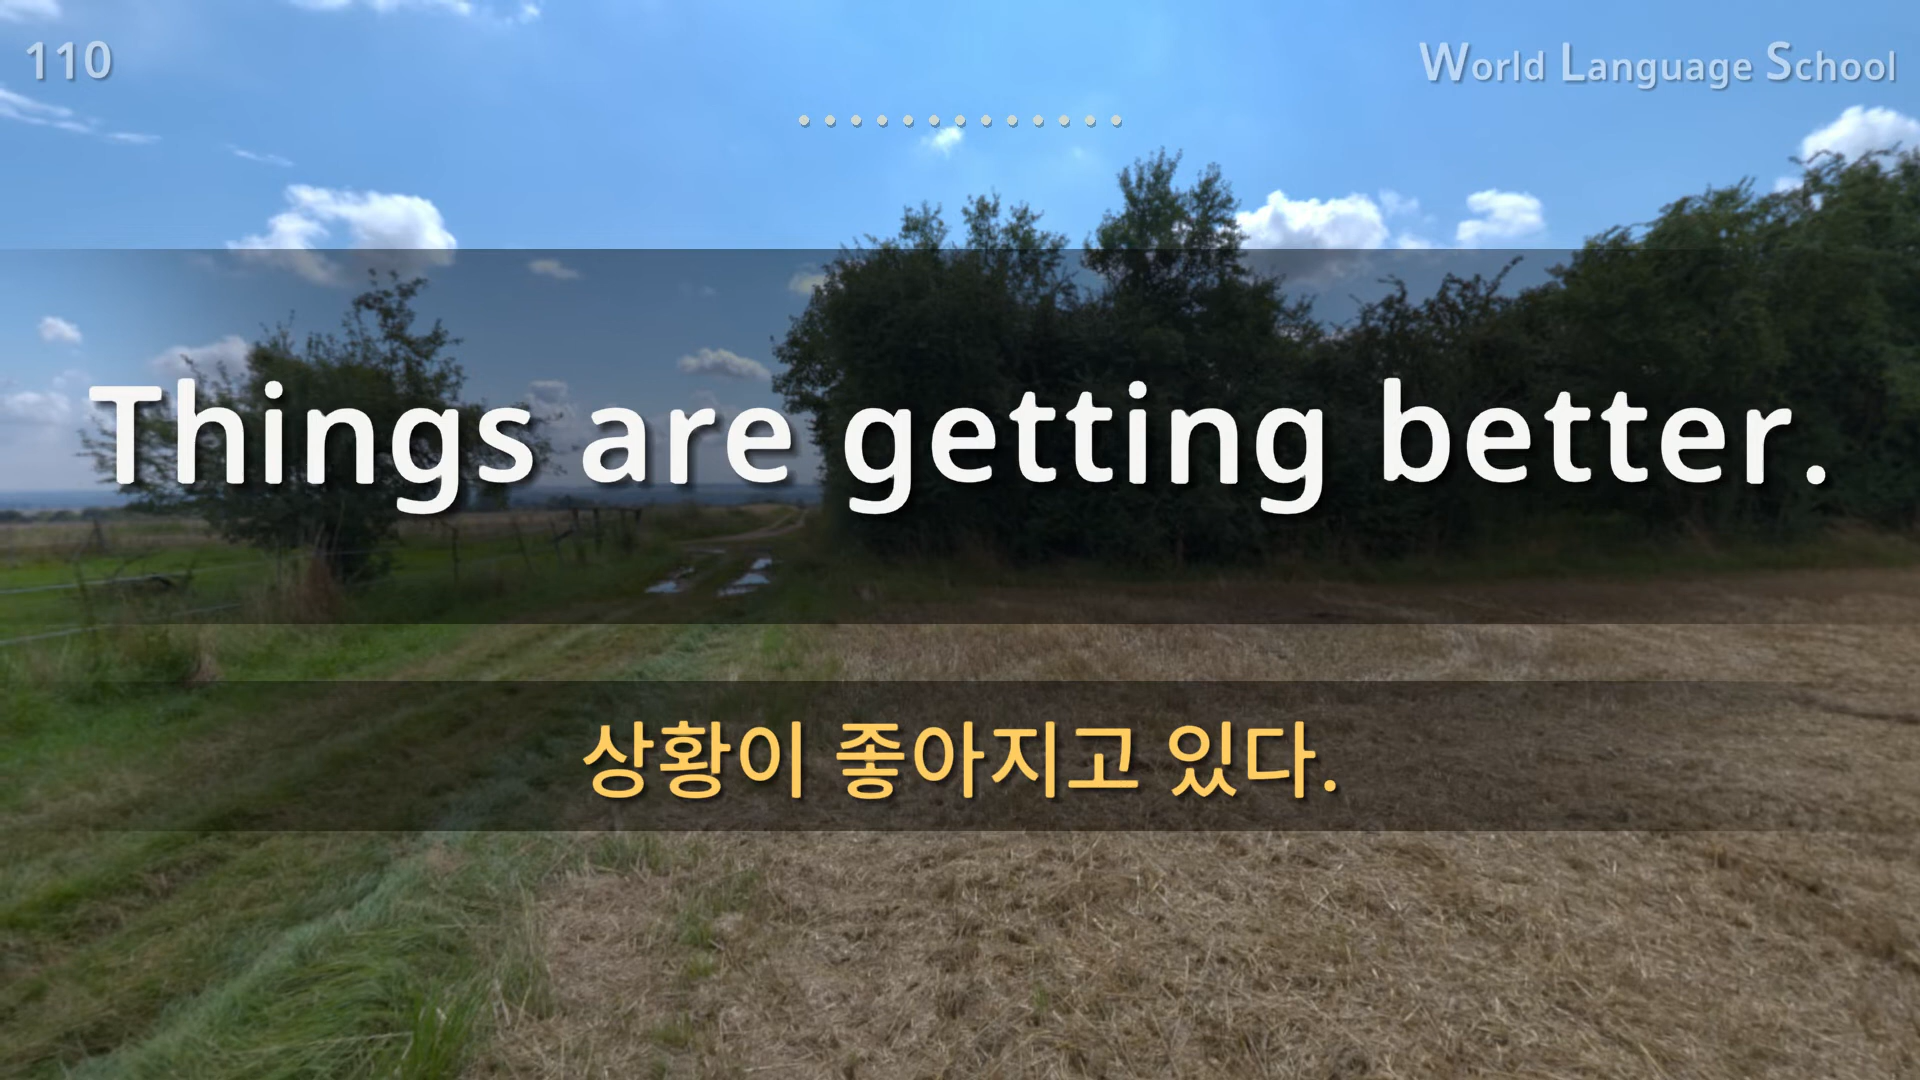 110
World Language School
Things are getting better.
상황이 좋아지고 있다.